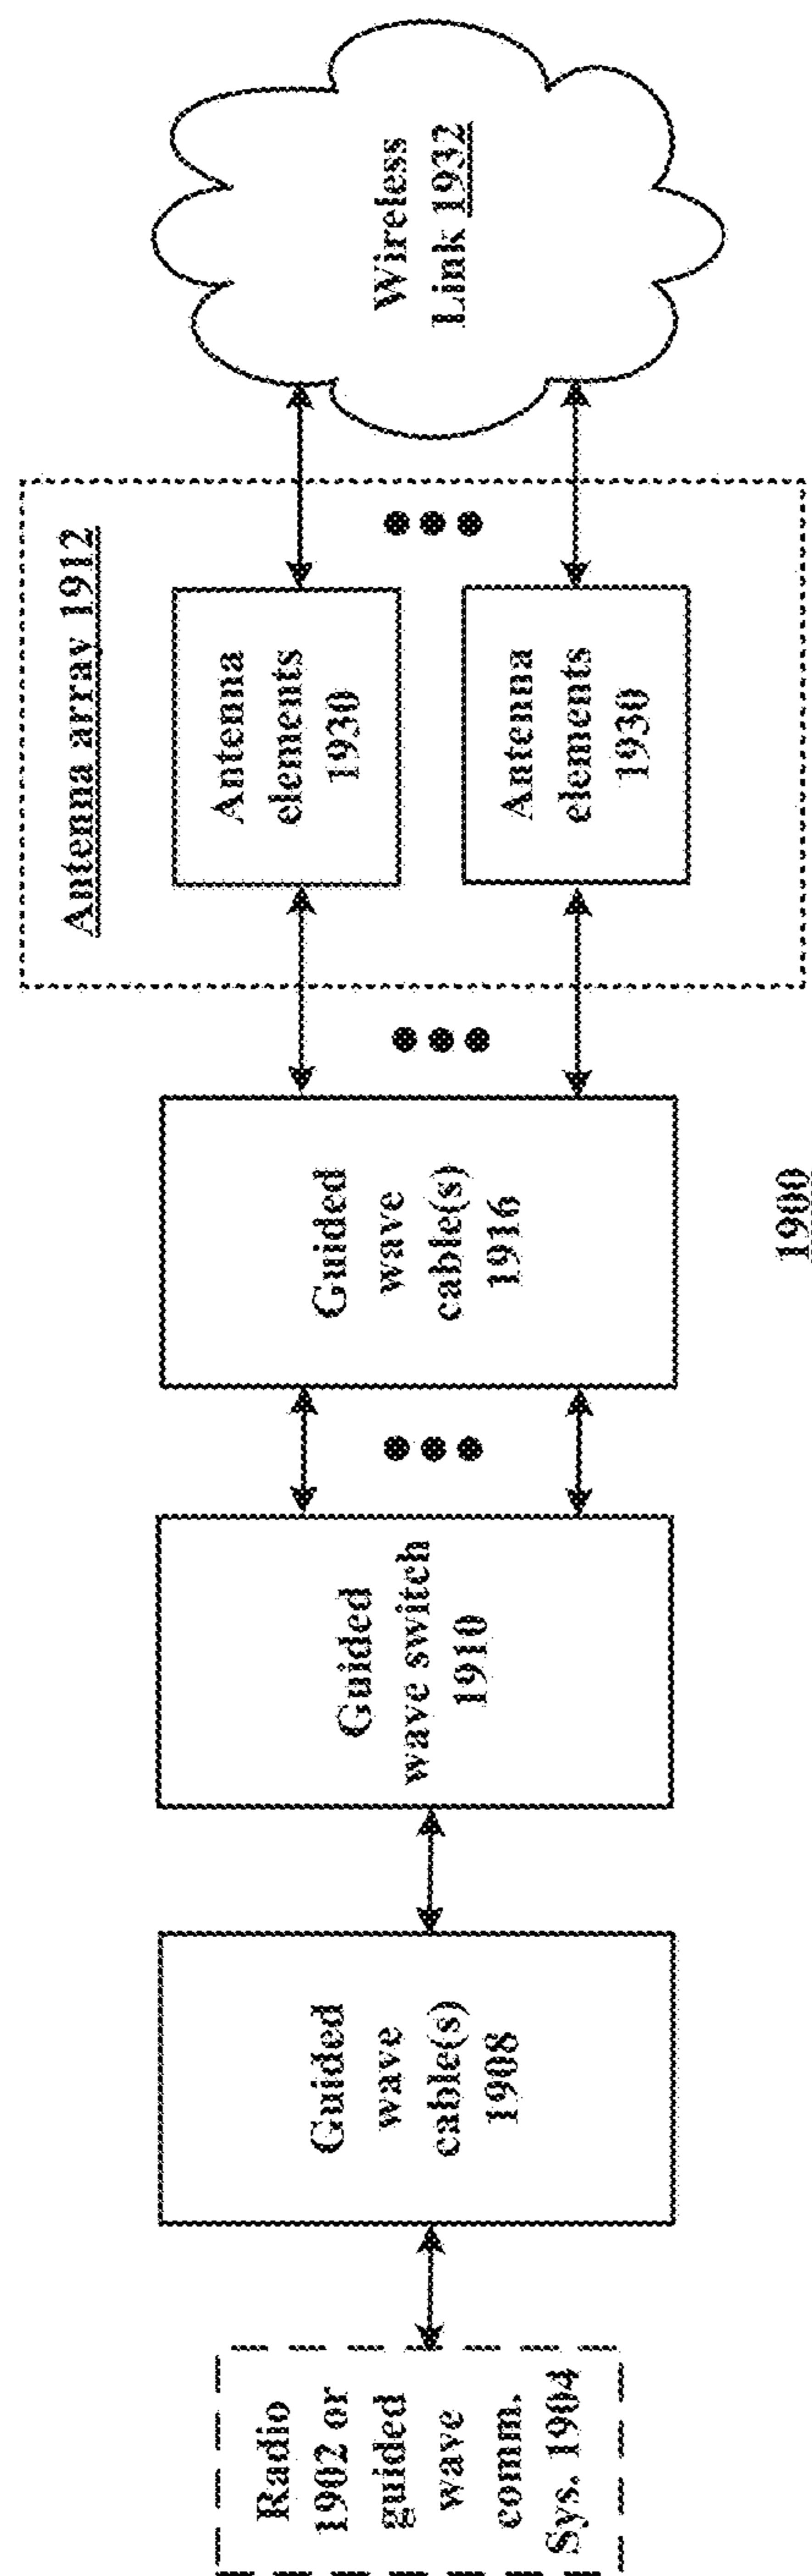 Radio
1902 or
guided
wave
comm.
Sys. 1904
Guided
wave
cable(s)
1908
Guided
wave switch
1910
Guided
wave
cable(s)
1916
Antenna array 1912
Antenna
elements
1930
Antenna
elements
1930
Wireless
Link 1932
1900